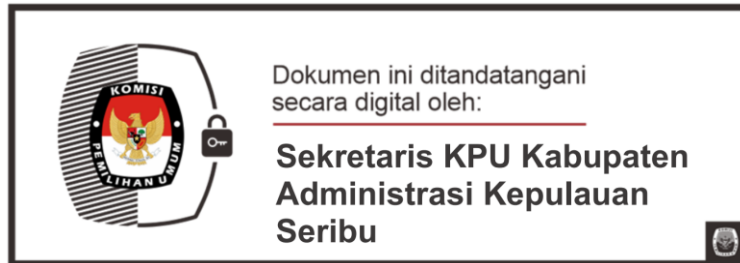 KOMISI
PEMILIHAN UMUM
Dokumen ini ditandatangani
secara digital oleh:
Sekretaris KPU Kabupaten
Administrasi Kepulauan
Seribu